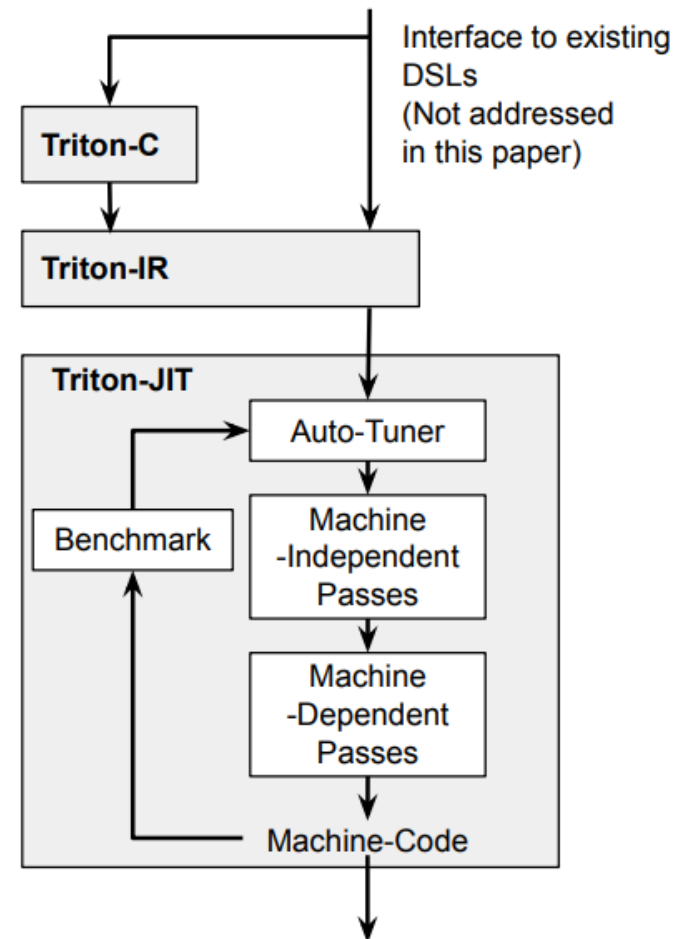 Interface to existing
DSLs
(Not addressed
in this paper)
Triton-C
Triton-IR
Triton-JIT
Auto-Tuner
Benchmark
Machine
-Independent
Passes
Machine
-Dependent
Passes
Machine-Code